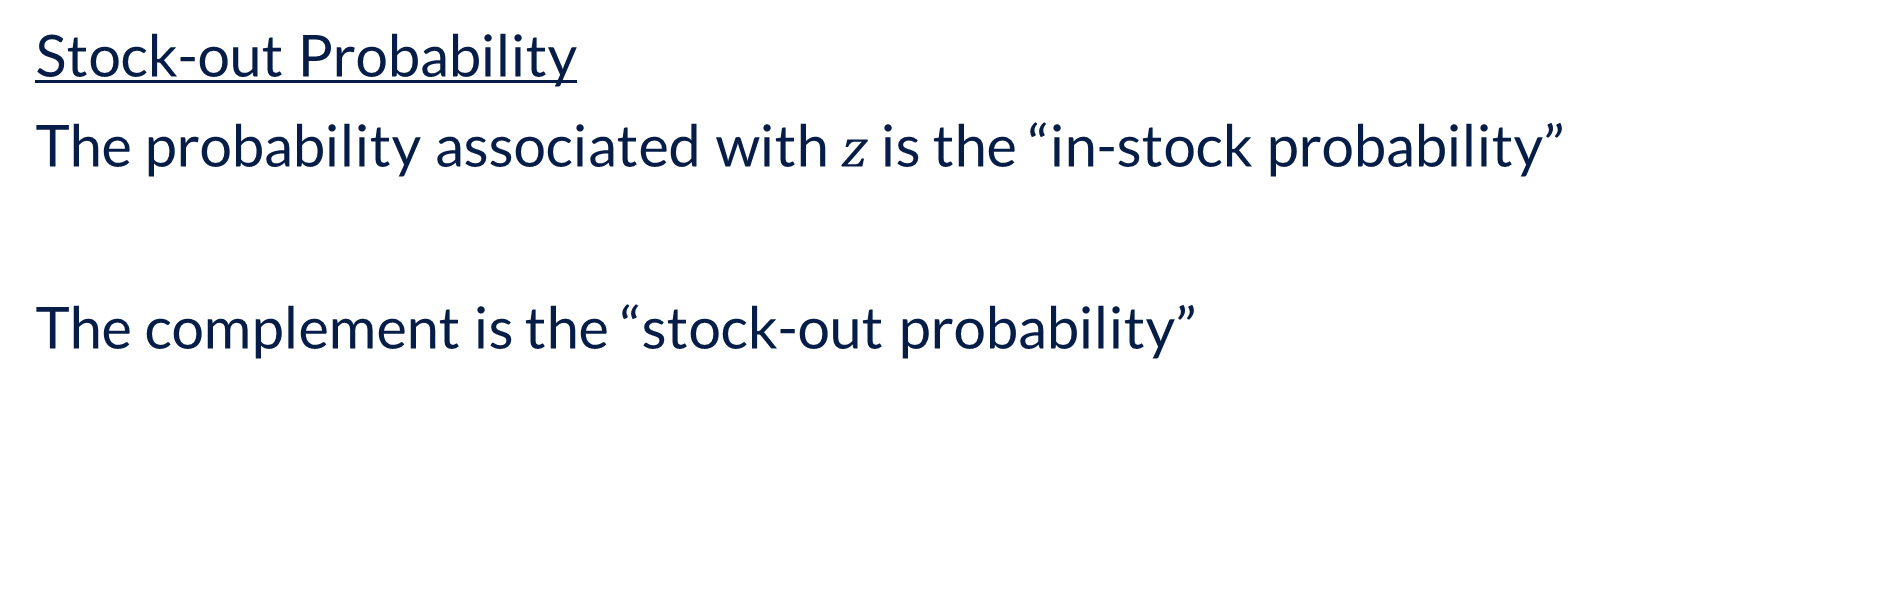 Stock-out Probability
The probability associated with z is the “in-stock probability”
The complement is the “stock-out probability”